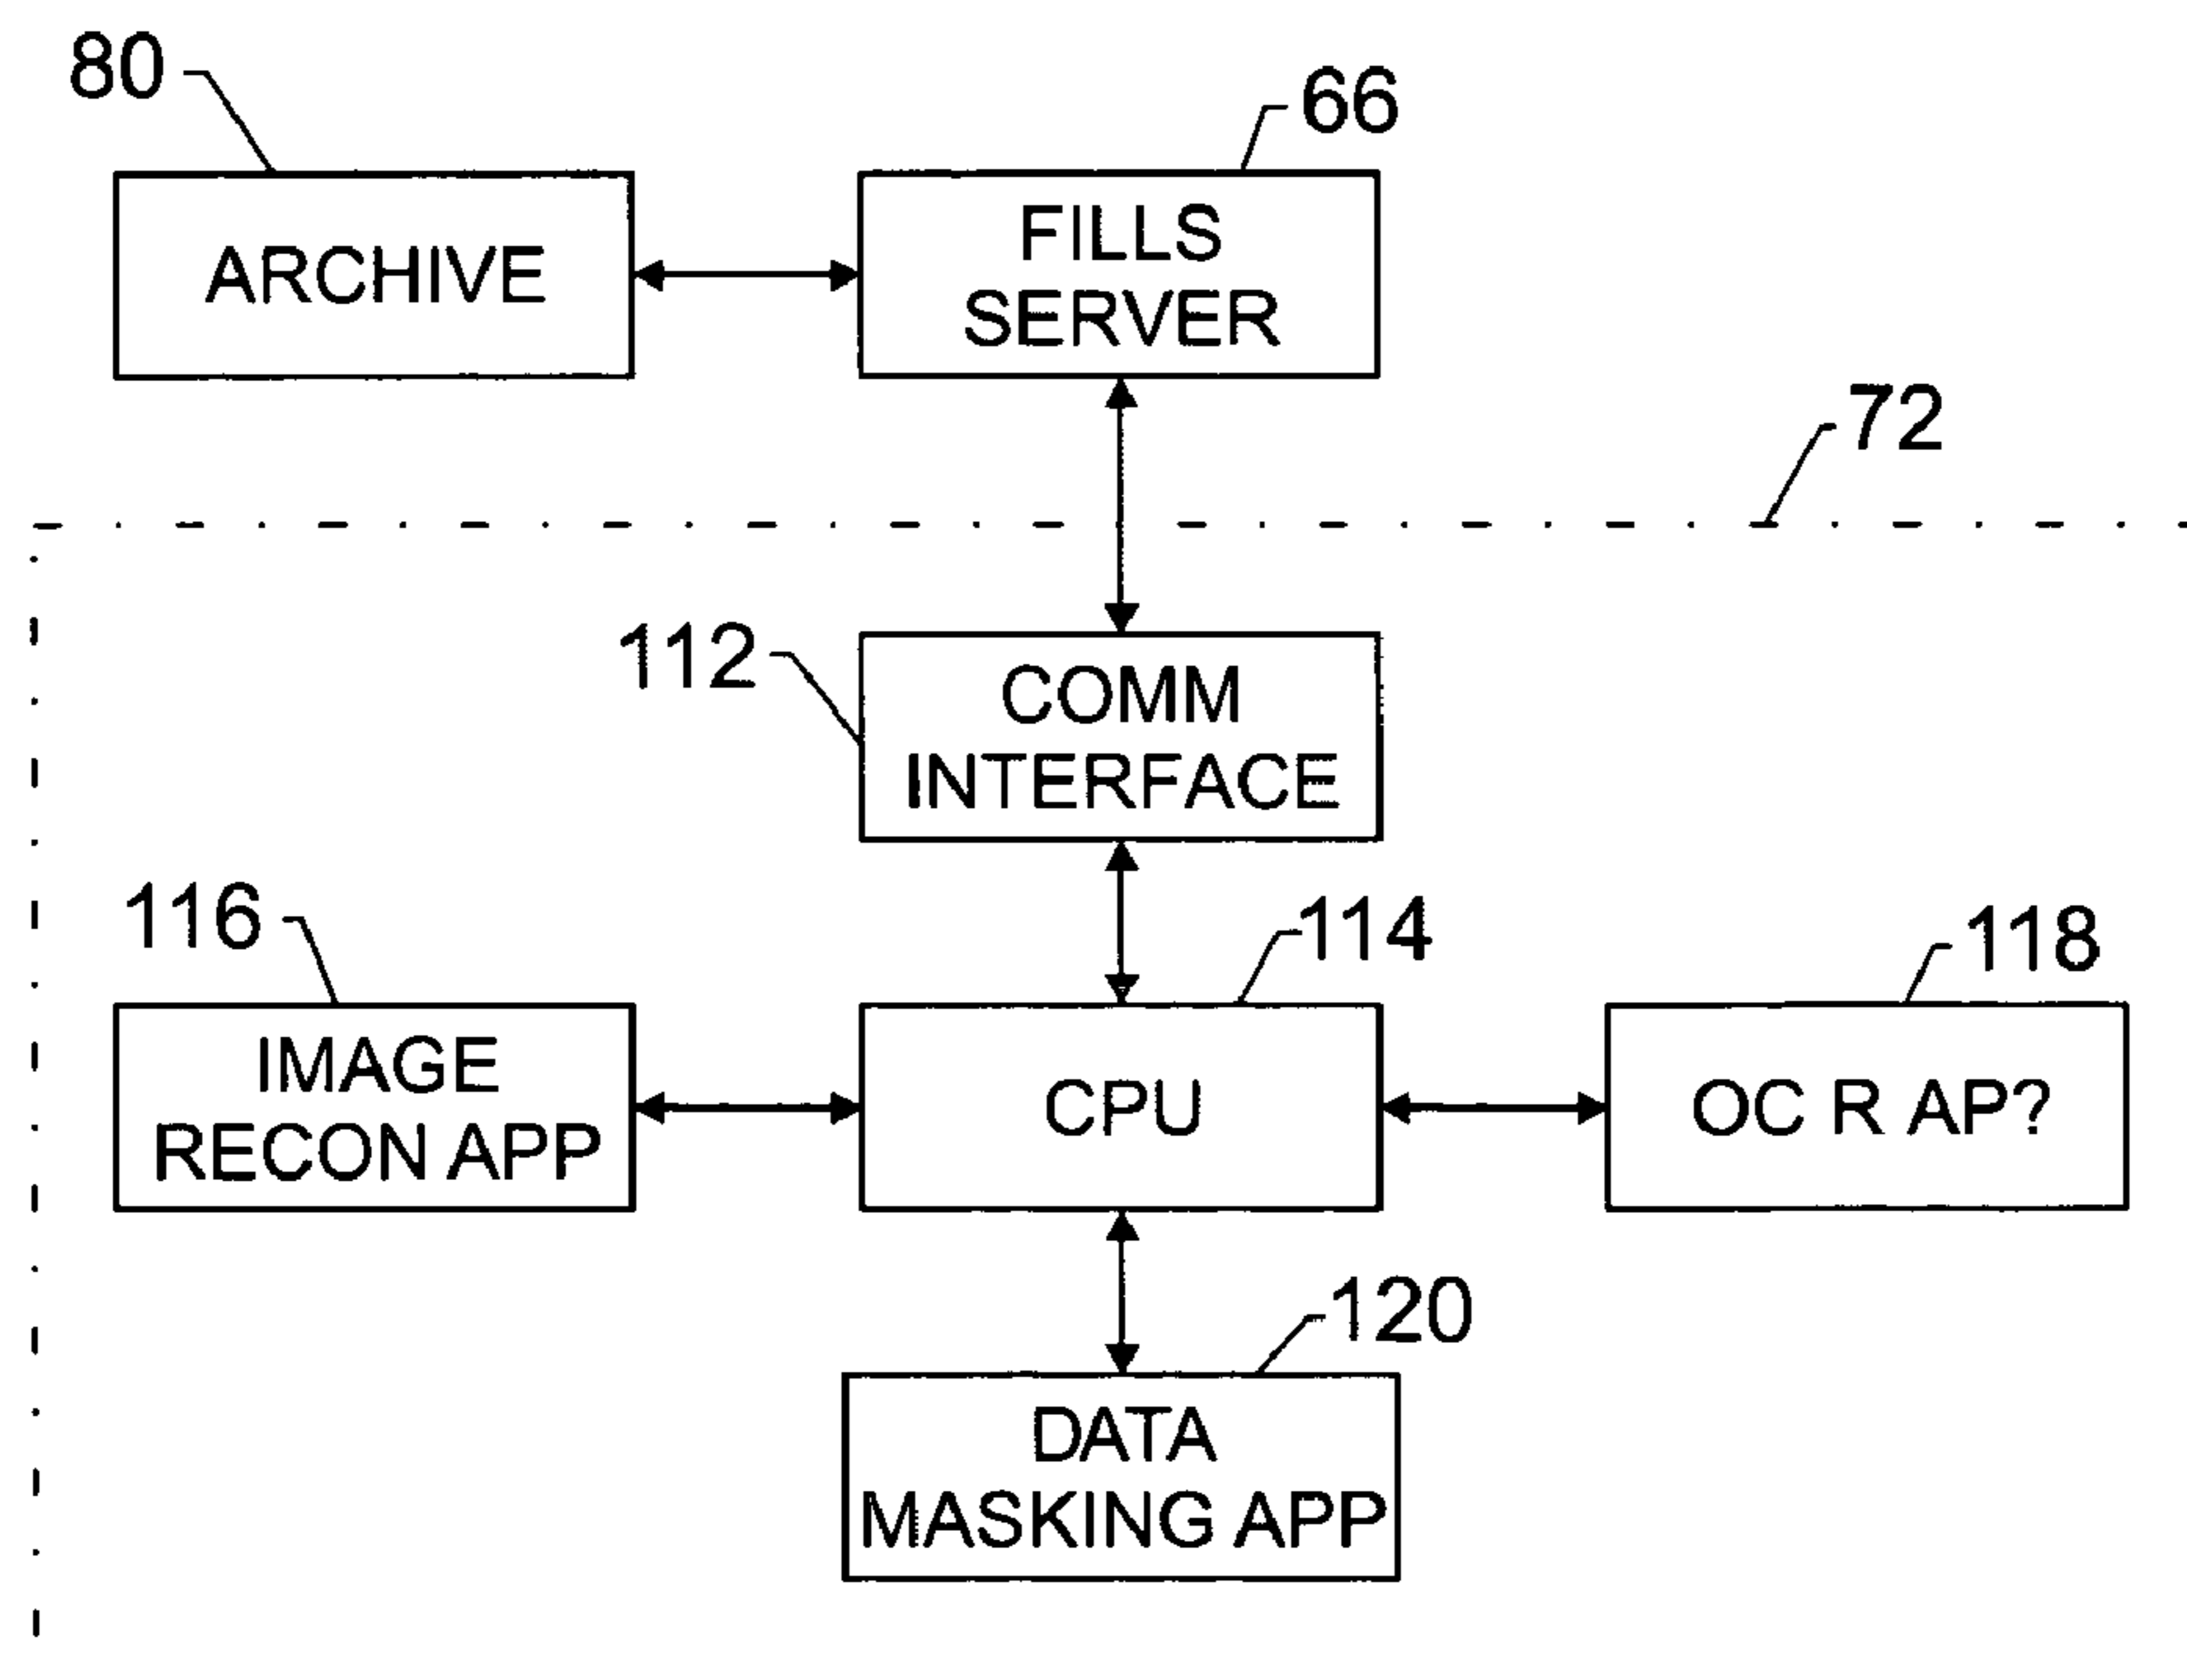 80
66
ARCHIVE
FILLS
SERVER
72
112
COMM
INTERFACE
116
114
118
IMAGE
RECON APP
CPU
OC R AP?
120
DATA
MASKING APP